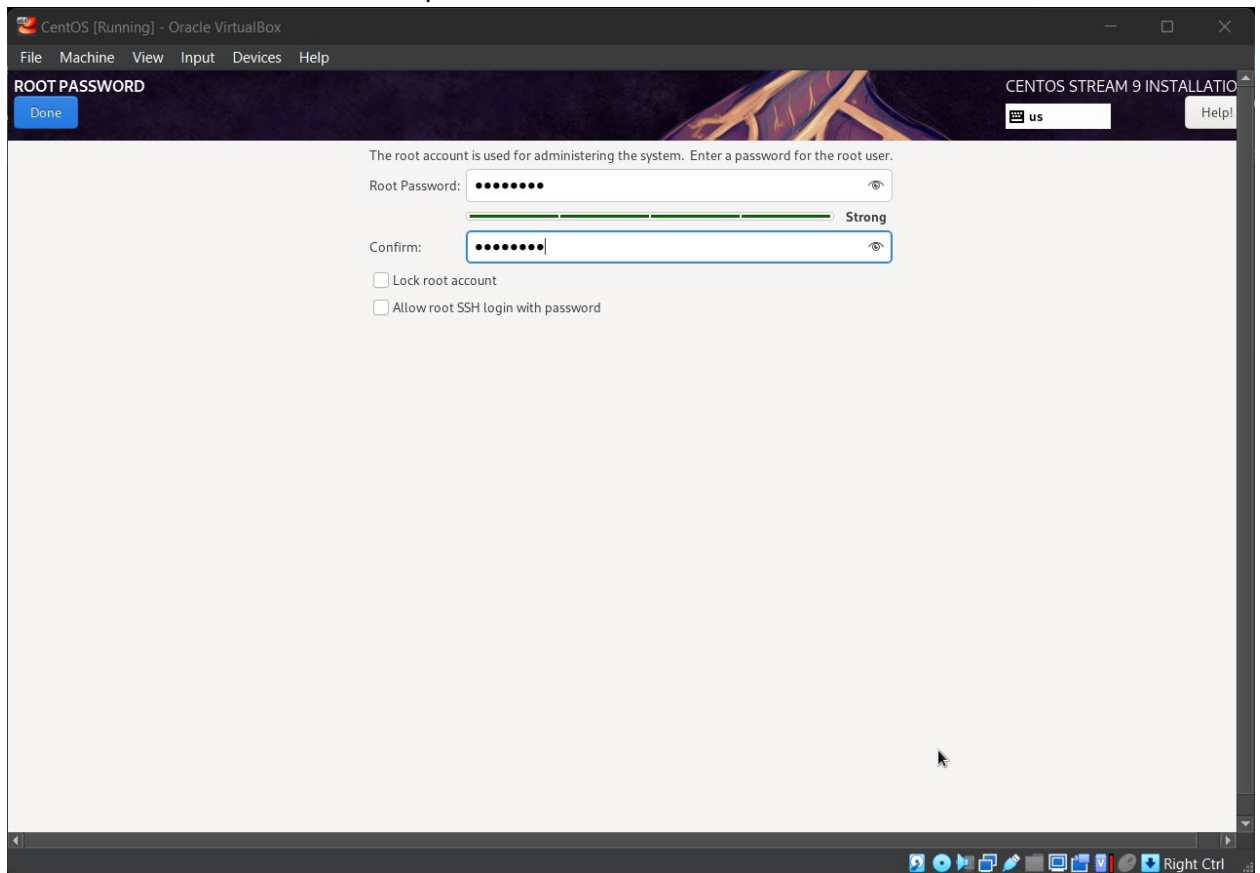 CentOS [Running] - Oracle VirtualBox
File Machine View Input Devices Help
ROOT PASSWORD
CENTOS STREAM 9 INSTALLATIO
Done
us
Help!
The root account is used for administering the system. Enter a password for the root user.
Root Password: ••••••••
Strong
Confirm: ••••••••
Lock root account
Allow root SSH login with password
Right Ctrl